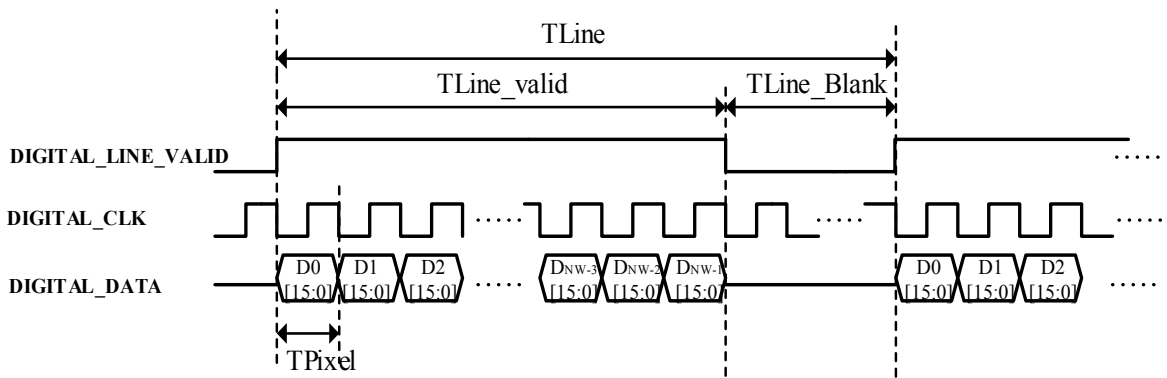 TLine
TLine_valid TLine_Blank
DIGITAL_LINE_VALID .....
DIGITAL_CLK ..... ..... .....
D0 D1 D2 DNW-3 DNW-2 DNW-1 D0 D1 D2
DIGITAL_DATA ..... .....
[15:0] [15:0] [15:0] [15:0] [15:0] [15:0] [15:0] [15:0] [15:0]
TPixel